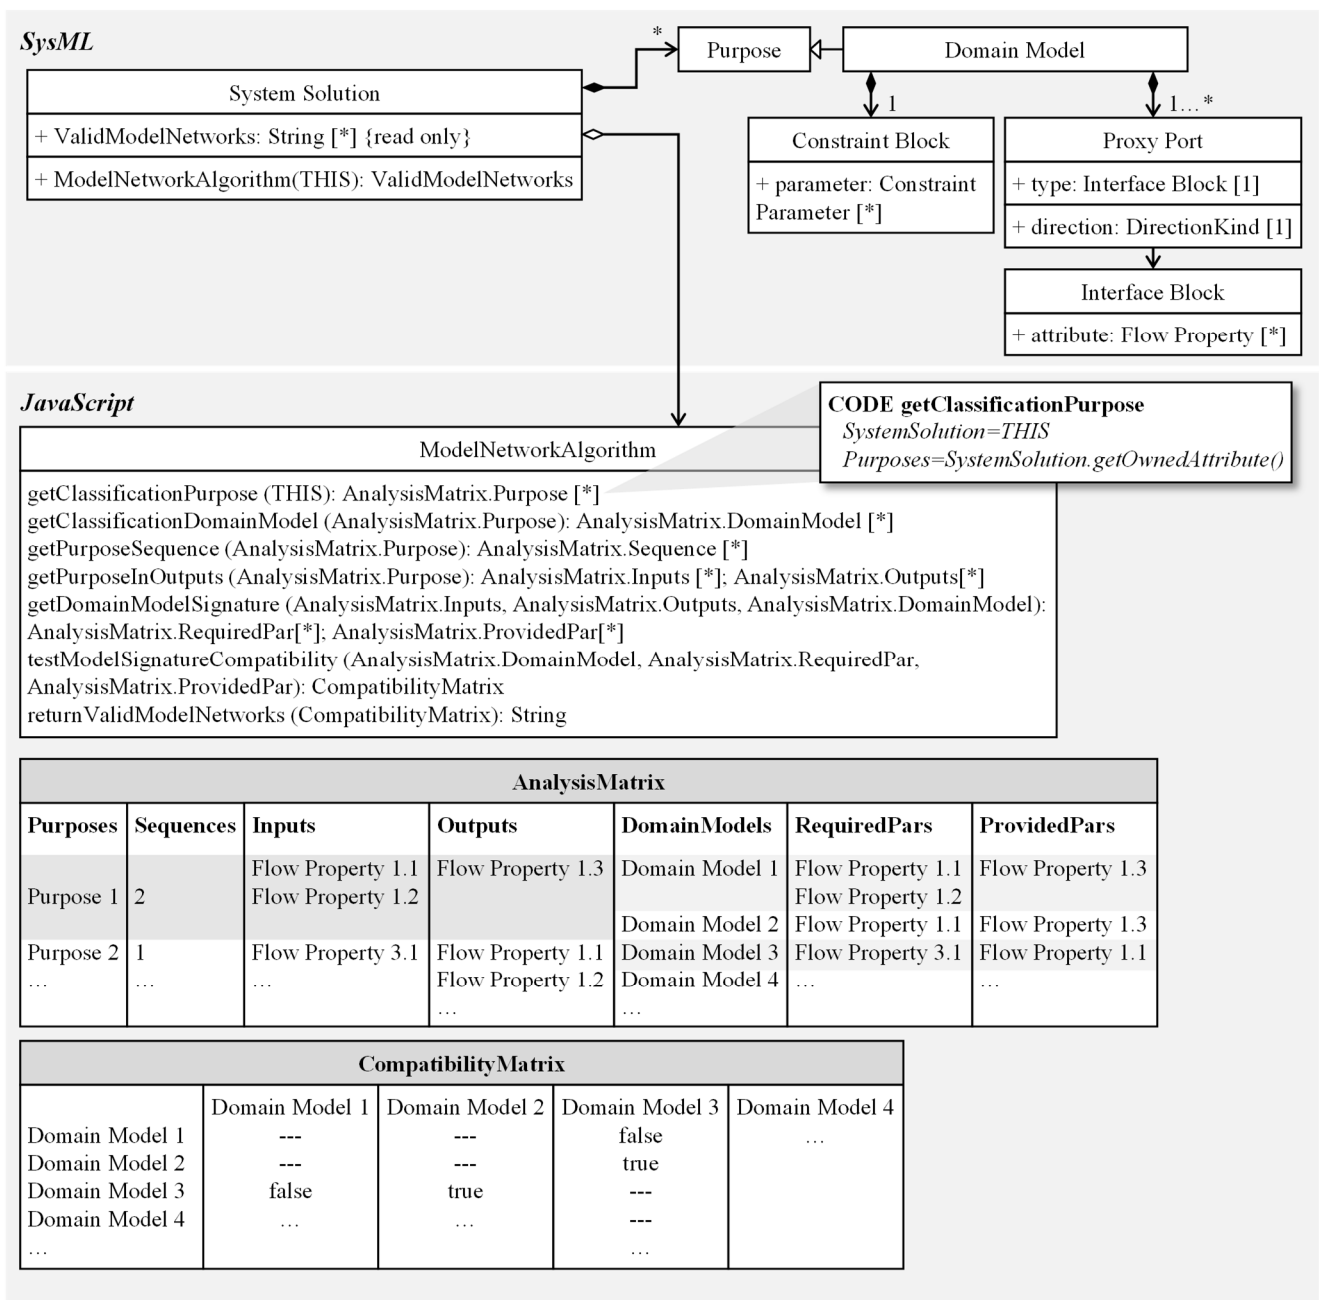 SysML
*
Purpose
Domain Model
System Solution
+ ValidModelNetworks: String [*] {read only}
+ ModelNetworkAlgorithm(THIS): ValidModelNetworks
1
1…*
Constraint Block
+ parameter: Constraint
Parameter [*]
Proxy Port
+ type: Interface Block [1]
+ direction: DirectionKind [1]
Interface Block
+ attribute: Flow Property [*]
JavaScript
CODE getClassificationPurpose
SystemSolution=THIS
Purposes=SystemSolution.getOwnedAttribute()
ModelNetworkAlgorithm
getClassificationPurpose (THIS): AnalysisMatrix.Purpose [*]
getClassificationDomainModel (AnalysisMatrix.Purpose): AnalysisMatrix.DomainModel [*]
getPurposeSequence (AnalysisMatrix.Purpose): AnalysisMatrix.Sequence [*]
getPurposeInOutputs (AnalysisMatrix.Purpose): AnalysisMatrix.Inputs [*]; AnalysisMatrix.Outputs[*]
getDomainModelSignature (AnalysisMatrix.Inputs, AnalysisMatrix.Outputs, AnalysisMatrix.DomainModel):
AnalysisMatrix.RequiredPar[*]; AnalysisMatrix.ProvidedPar[*]
testModelSignatureCompatibility (AnalysisMatrix.DomainModel, AnalysisMatrix.RequiredPar,
AnalysisMatrix.ProvidedPar): CompatibilityMatrix
returnValidModelNetworks (CompatibilityMatrix): String
AnalysisMatrix
Purposes Sequences Inputs Outputs DomainModels RequiredPars ProvidedPars
Flow Property 1.1 Flow Property 1.3 Domain Model 1 Flow Property 1.1 Flow Property 1.3
Purpose 1 2 Flow Property 1.2 Flow Property 1.2
Domain Model 2 Flow Property 1.1 Flow Property 1.3
Purpose 2 1 Flow Property 3.1 Flow Property 1.1 Domain Model 3 Flow Property 3.1 Flow Property 1.1
… … … Flow Property 1.2 Domain Model 4 … …
… …
CompatibilityMatrix
Domain Model 1 Domain Model 2 Domain Model 3 Domain Model 4
Domain Model 1 --- --- false …
Domain Model 2 --- --- true
Domain Model 3 false true ---
Domain Model 4 … … ---
… …